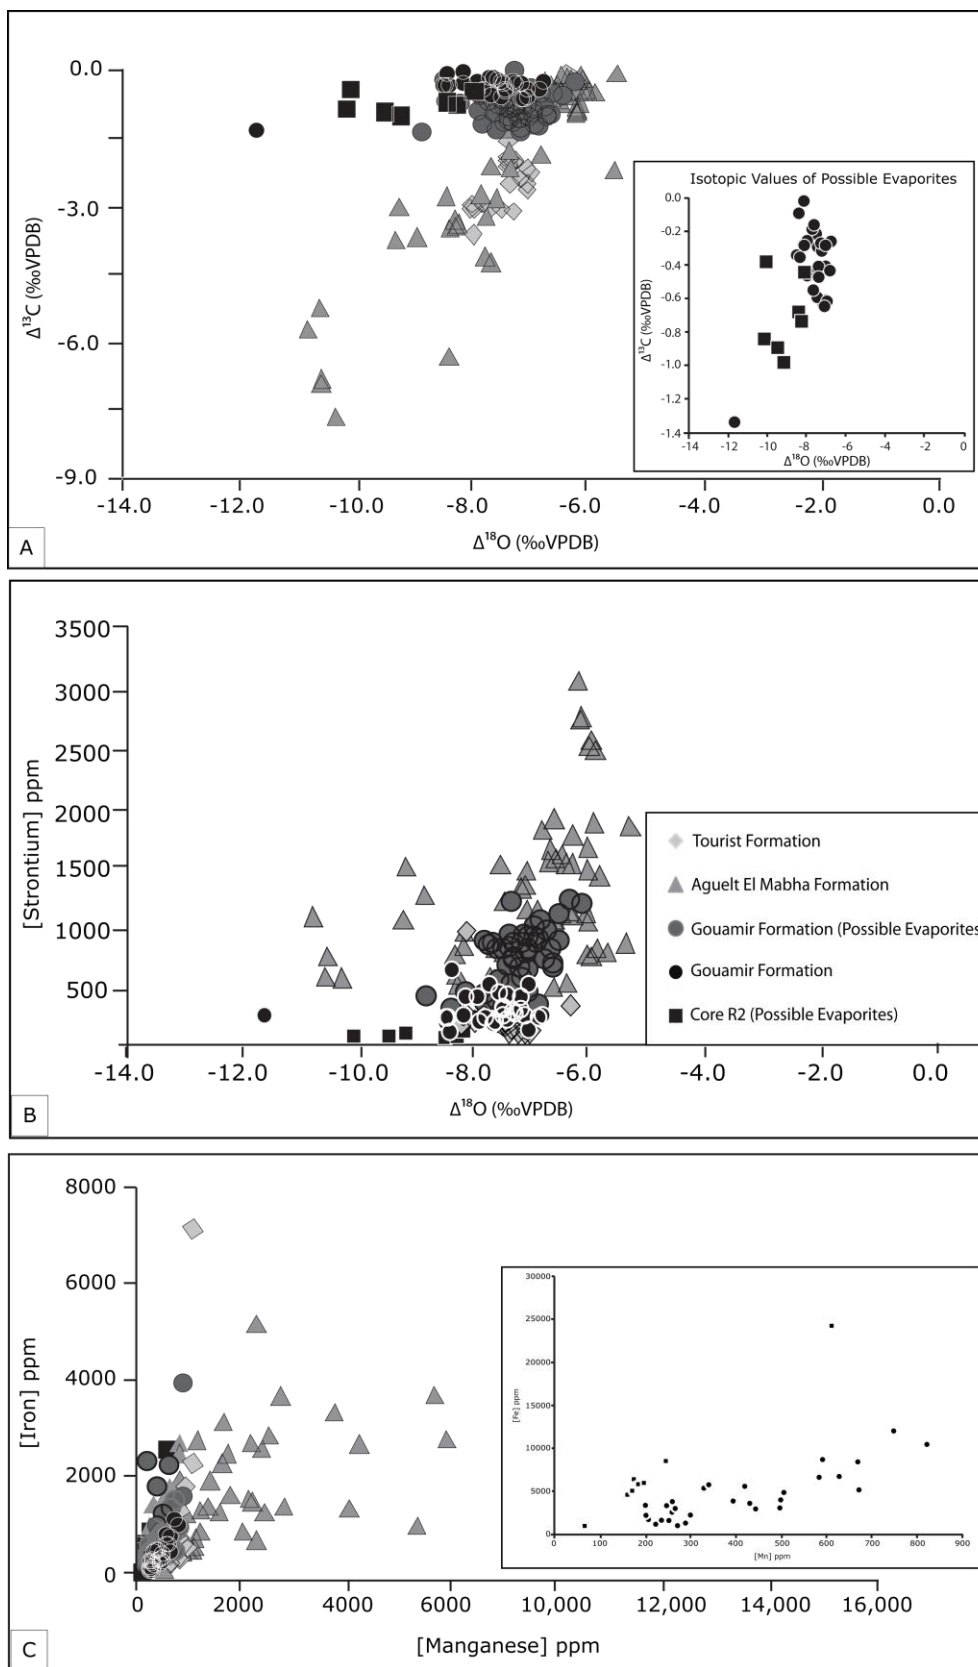 0.0
-3.0
-6.0
-9.0
Δ¹³C (‰VPDB)
-14.0 -12.0 -10.0 -8.0 -6.0 -4.0 -2.0 0.0
Δ¹⁸O (‰VPDB)
A
Isotopic Values of Possible Evaporites
0.0
-0.2
-0.4
-0.6
-0.8
-1.0
-1.2
-1.4
Δ¹³C (‰VPDB)
-14 -12 -10 -8 -6 -4 -2 0
Δ¹⁸O (‰VPDB)
3500
3000
2500
2000
1500
1000
500
[Strontium] ppm
-14.0 -12.0 -10.0 -8.0 -6.0 -4.0 -2.0 0.0
Δ¹⁸O (‰VPDB)
B
Tourist Formation
Aguelt El Mabha Formation
Gouamir Formation (Possible Evaporites
Gouamir Formation
Core R2 (Possible Evaporites)
8000
6000
4000
2000
0
[Iron] ppm
0 2000 4000 6000 10,000 12,000 14,000 16,000
[Manganese] ppm
C
30000
25000
20000
15000
10000
5000
0
[Fe] ppm
0 100 200 300 400 500 600 700 800 900
[Mn] ppm